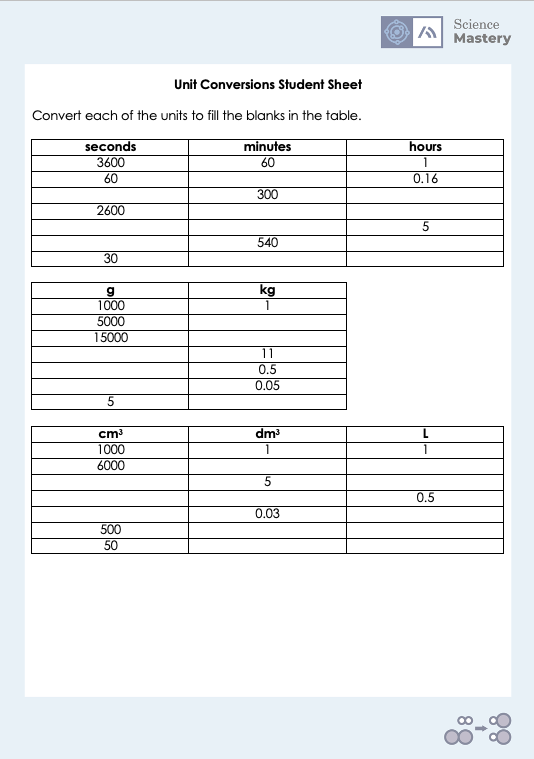 Science
Mastery
Unit Conversions Student Sheet
Convert each of the units to fill the blanks in the table.
seconds minutes hours
3600 60 1
60 0.16
300
2600
5
540
30
g kg
1000 1
5000
15000
11
0.5
0.05
5
cm³ dm³ L
1000 1 1
6000
5
0.5
0.03
500
50